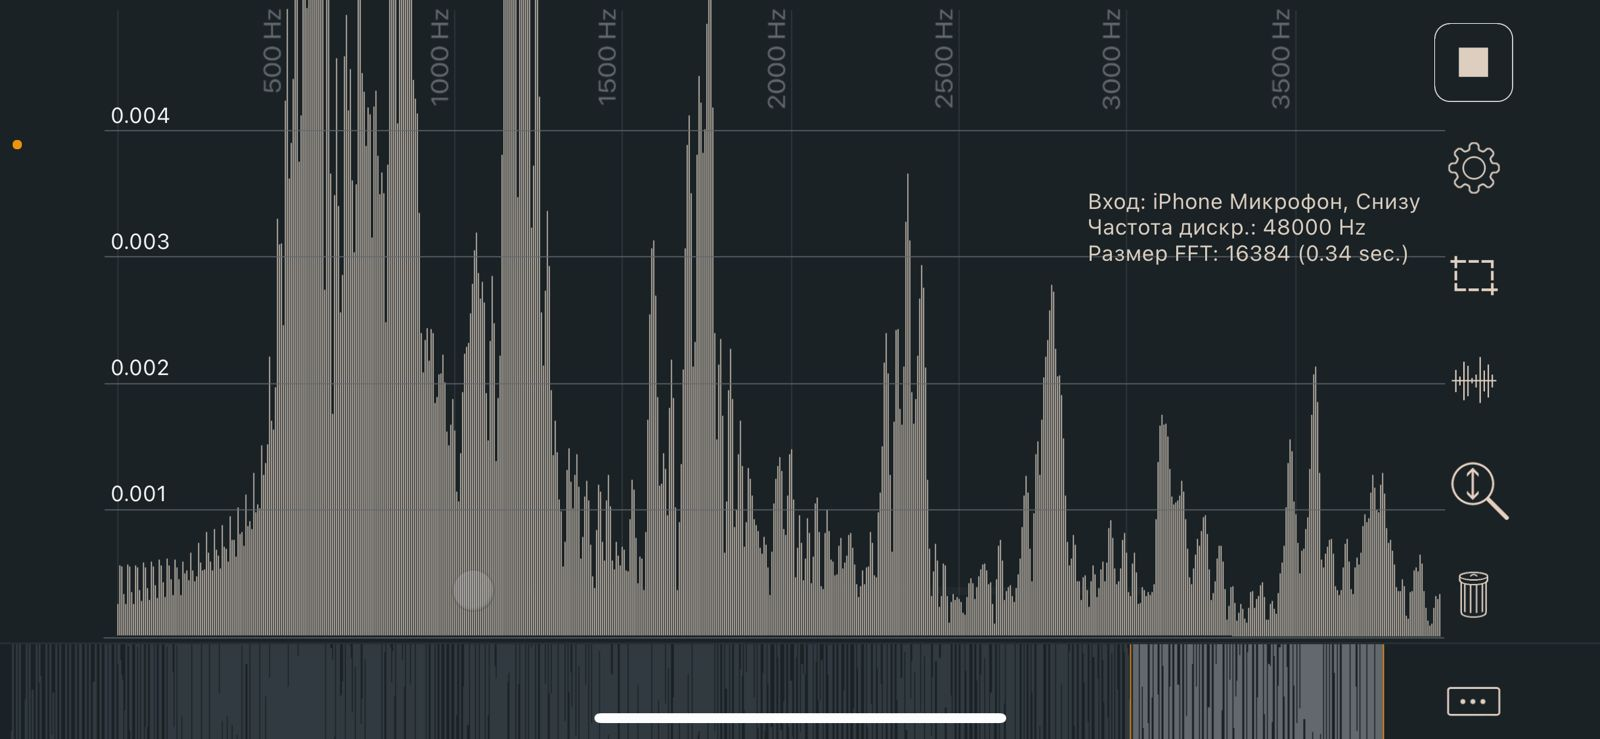 500 Hz
1000 Hz
1500 Hz
2000 Hz
2500 Hz
3000 Hz
3500 Hz
0.004
0.003
0.002
0.001
Вход: iPhone Микрофон, Снизу
Частота дискр.: 48000 Hz
Размер FFT: 16384 (0.34 sec.)